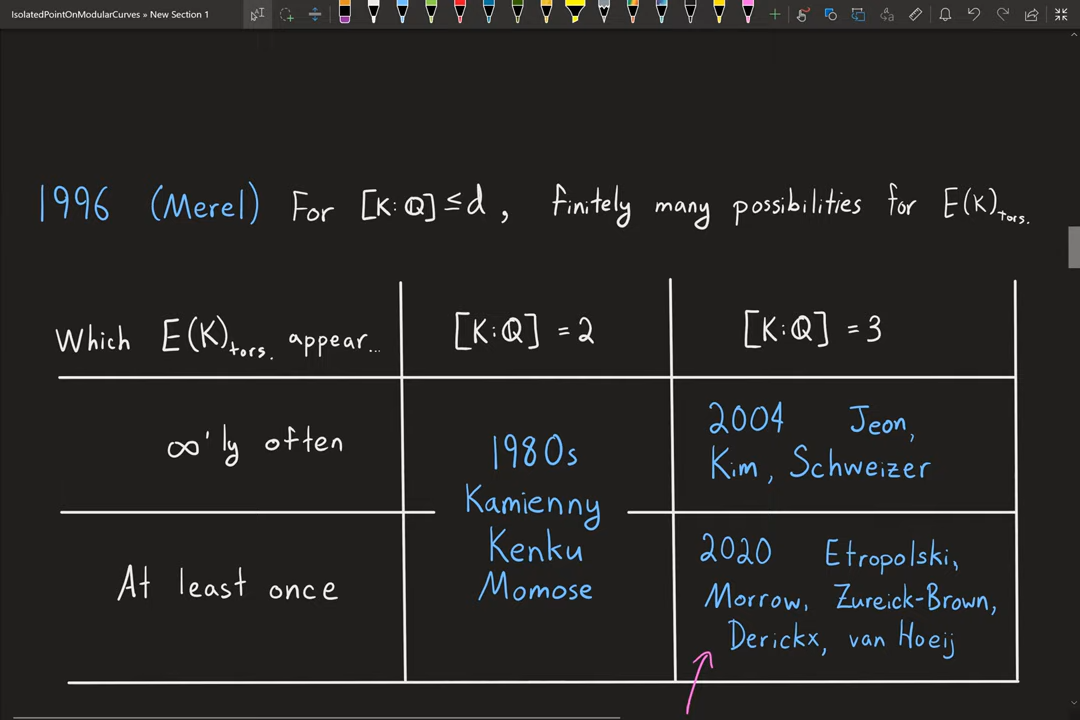 IsolatedPointOnModularCurves » New Section 1
1996 (Merel) For [K:ℚ] ≤ d, finitely many possibilities for E(K)tors.
Which E(K)tors. appear... [K:ℚ] = 2 [K:ℚ] = 3
∞'ly often
1980s
Kamienny
Kenku
Momose
2004 Jeon,
Kim, Schweizer
At least once
2020 Etropolski,
Morrow, Zureick-Brown,
Derickx, van Hoeij